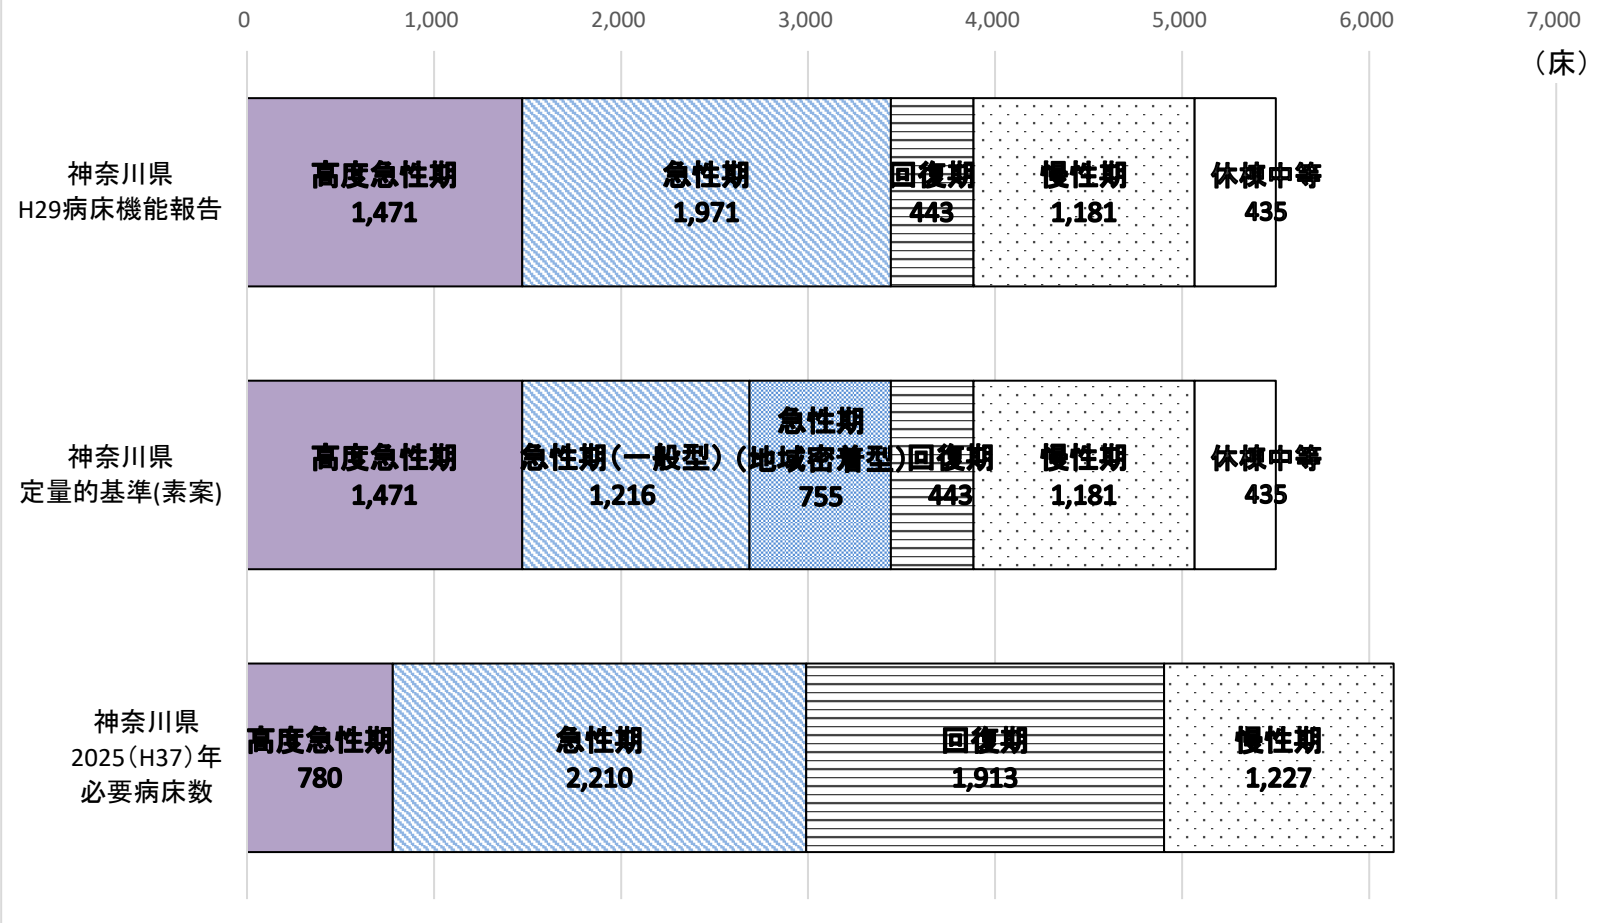 0 1,000 2,000 3,000 4,000 5,000 6,000 7,000
（床）
神奈川県
H29病床機能報告
高度急性期
1,471
急性期
1,971
回復期
443
慢性期
1,181
休棟中等
435
神奈川県
定量的基準(素案)
高度急性期
1,471
急性期（一般型）
1,216
急性期
（地域密着型）
755
回復期
443
慢性期
1,181
休棟中等
435
神奈川県
2025（H37）年
必要病床数
高度急性期
780
急性期
2,210
回復期
1,913
慢性期
1,227